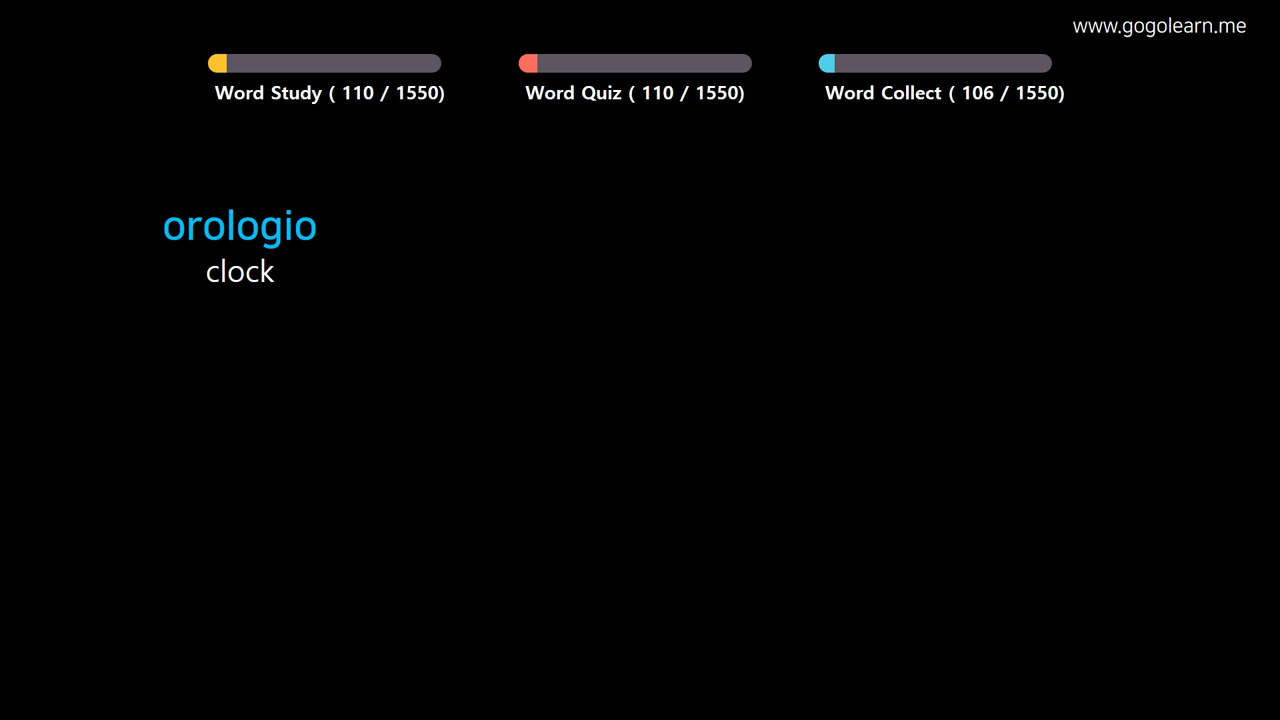 www.gogolearn.me
Word Study ( 110 / 1550)
Word Quiz ( 110 / 1550)
Word Collect ( 106 / 1550)
orologio
clock